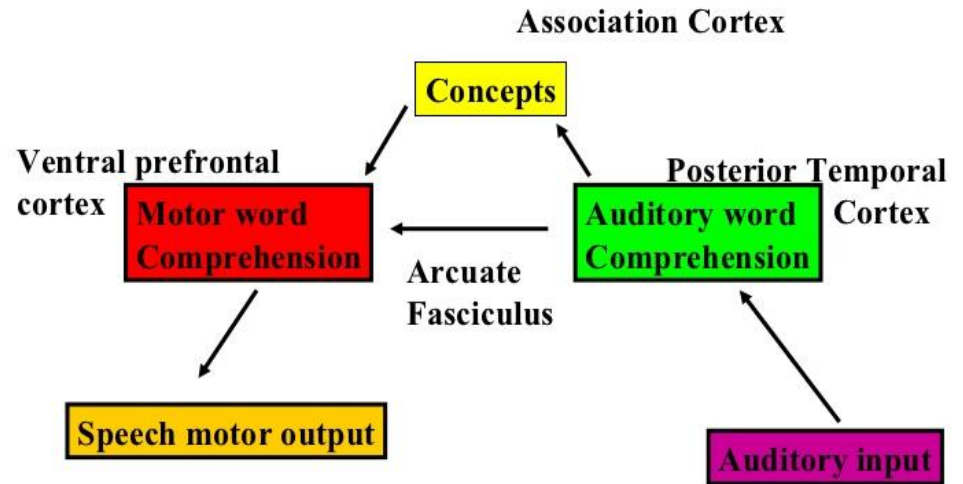 Association Cortex
Concepts
Ventral prefrontal
cortex
Motor word
Comprehension
Posterior Temporal
Cortex
Auditory word
Comprehension
Arcuate
Fasciculus
Speech motor output
Auditory input